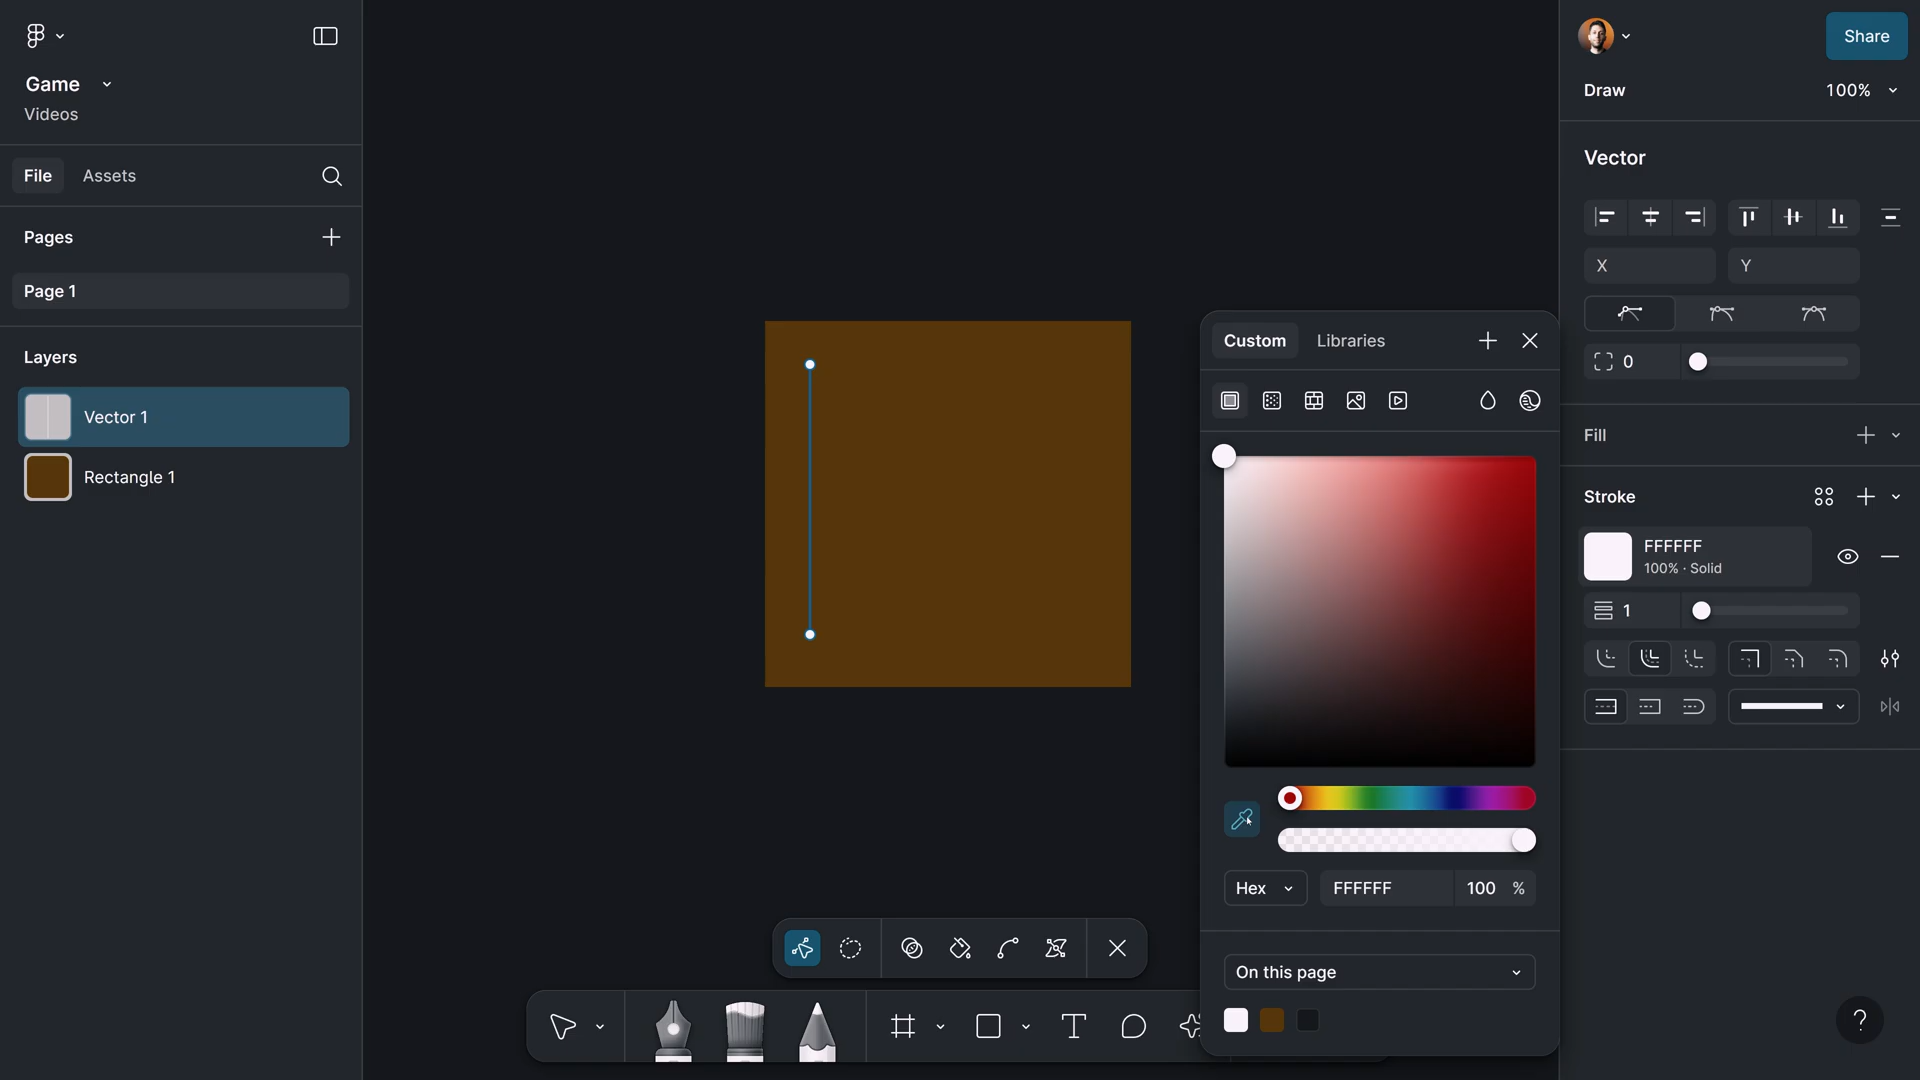 Game
Videos
File
Assets
Pages
Page 1
Layers
Vector 1
Rectangle 1
Custom
Libraries
Hex
FFFFFF
100 %
On this page
Share
Draw
100%
Vector
X
Y
0
Fill
Stroke
FFFFFF
100% · Solid
1
?